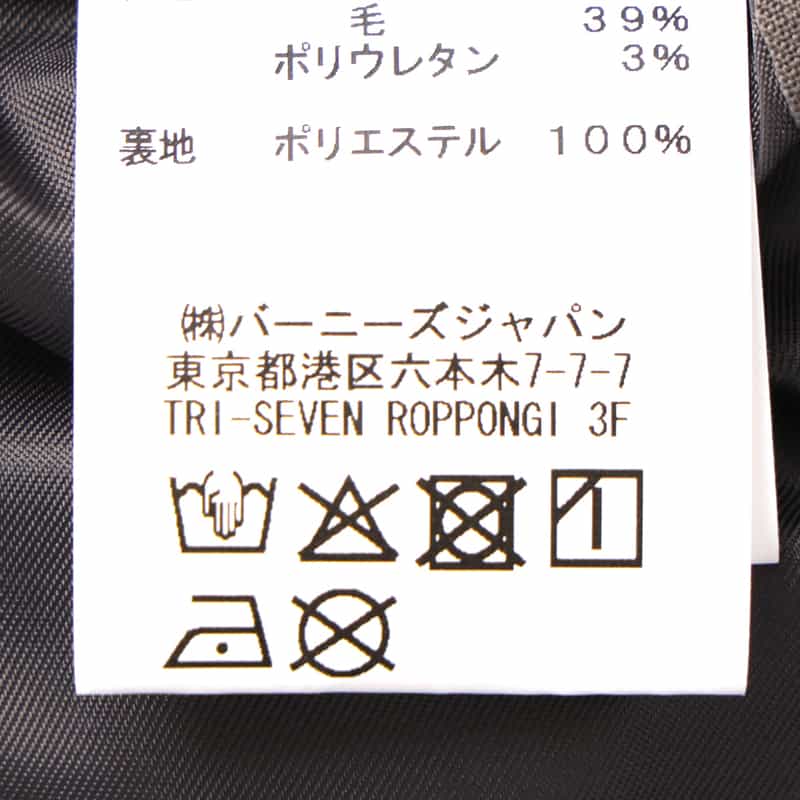 毛 39%
ポリウレタン 3%
裏地 ポリエステル 100%
㈱バーニーズジャパン
東京都港区六本木7-7-7
TRI-SEVEN ROPPONGI 3F